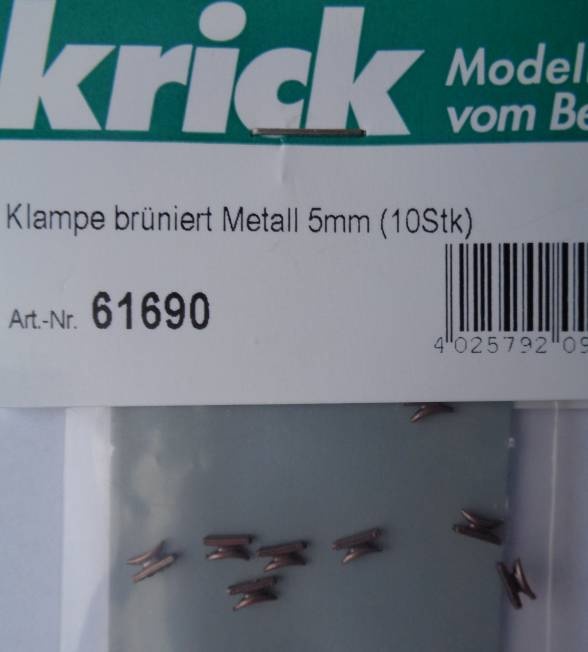 krick
Model
vom Be
Klampe brüniert Metall 5mm (10Stk)
Art.-Nr. 61690
4 025792 09